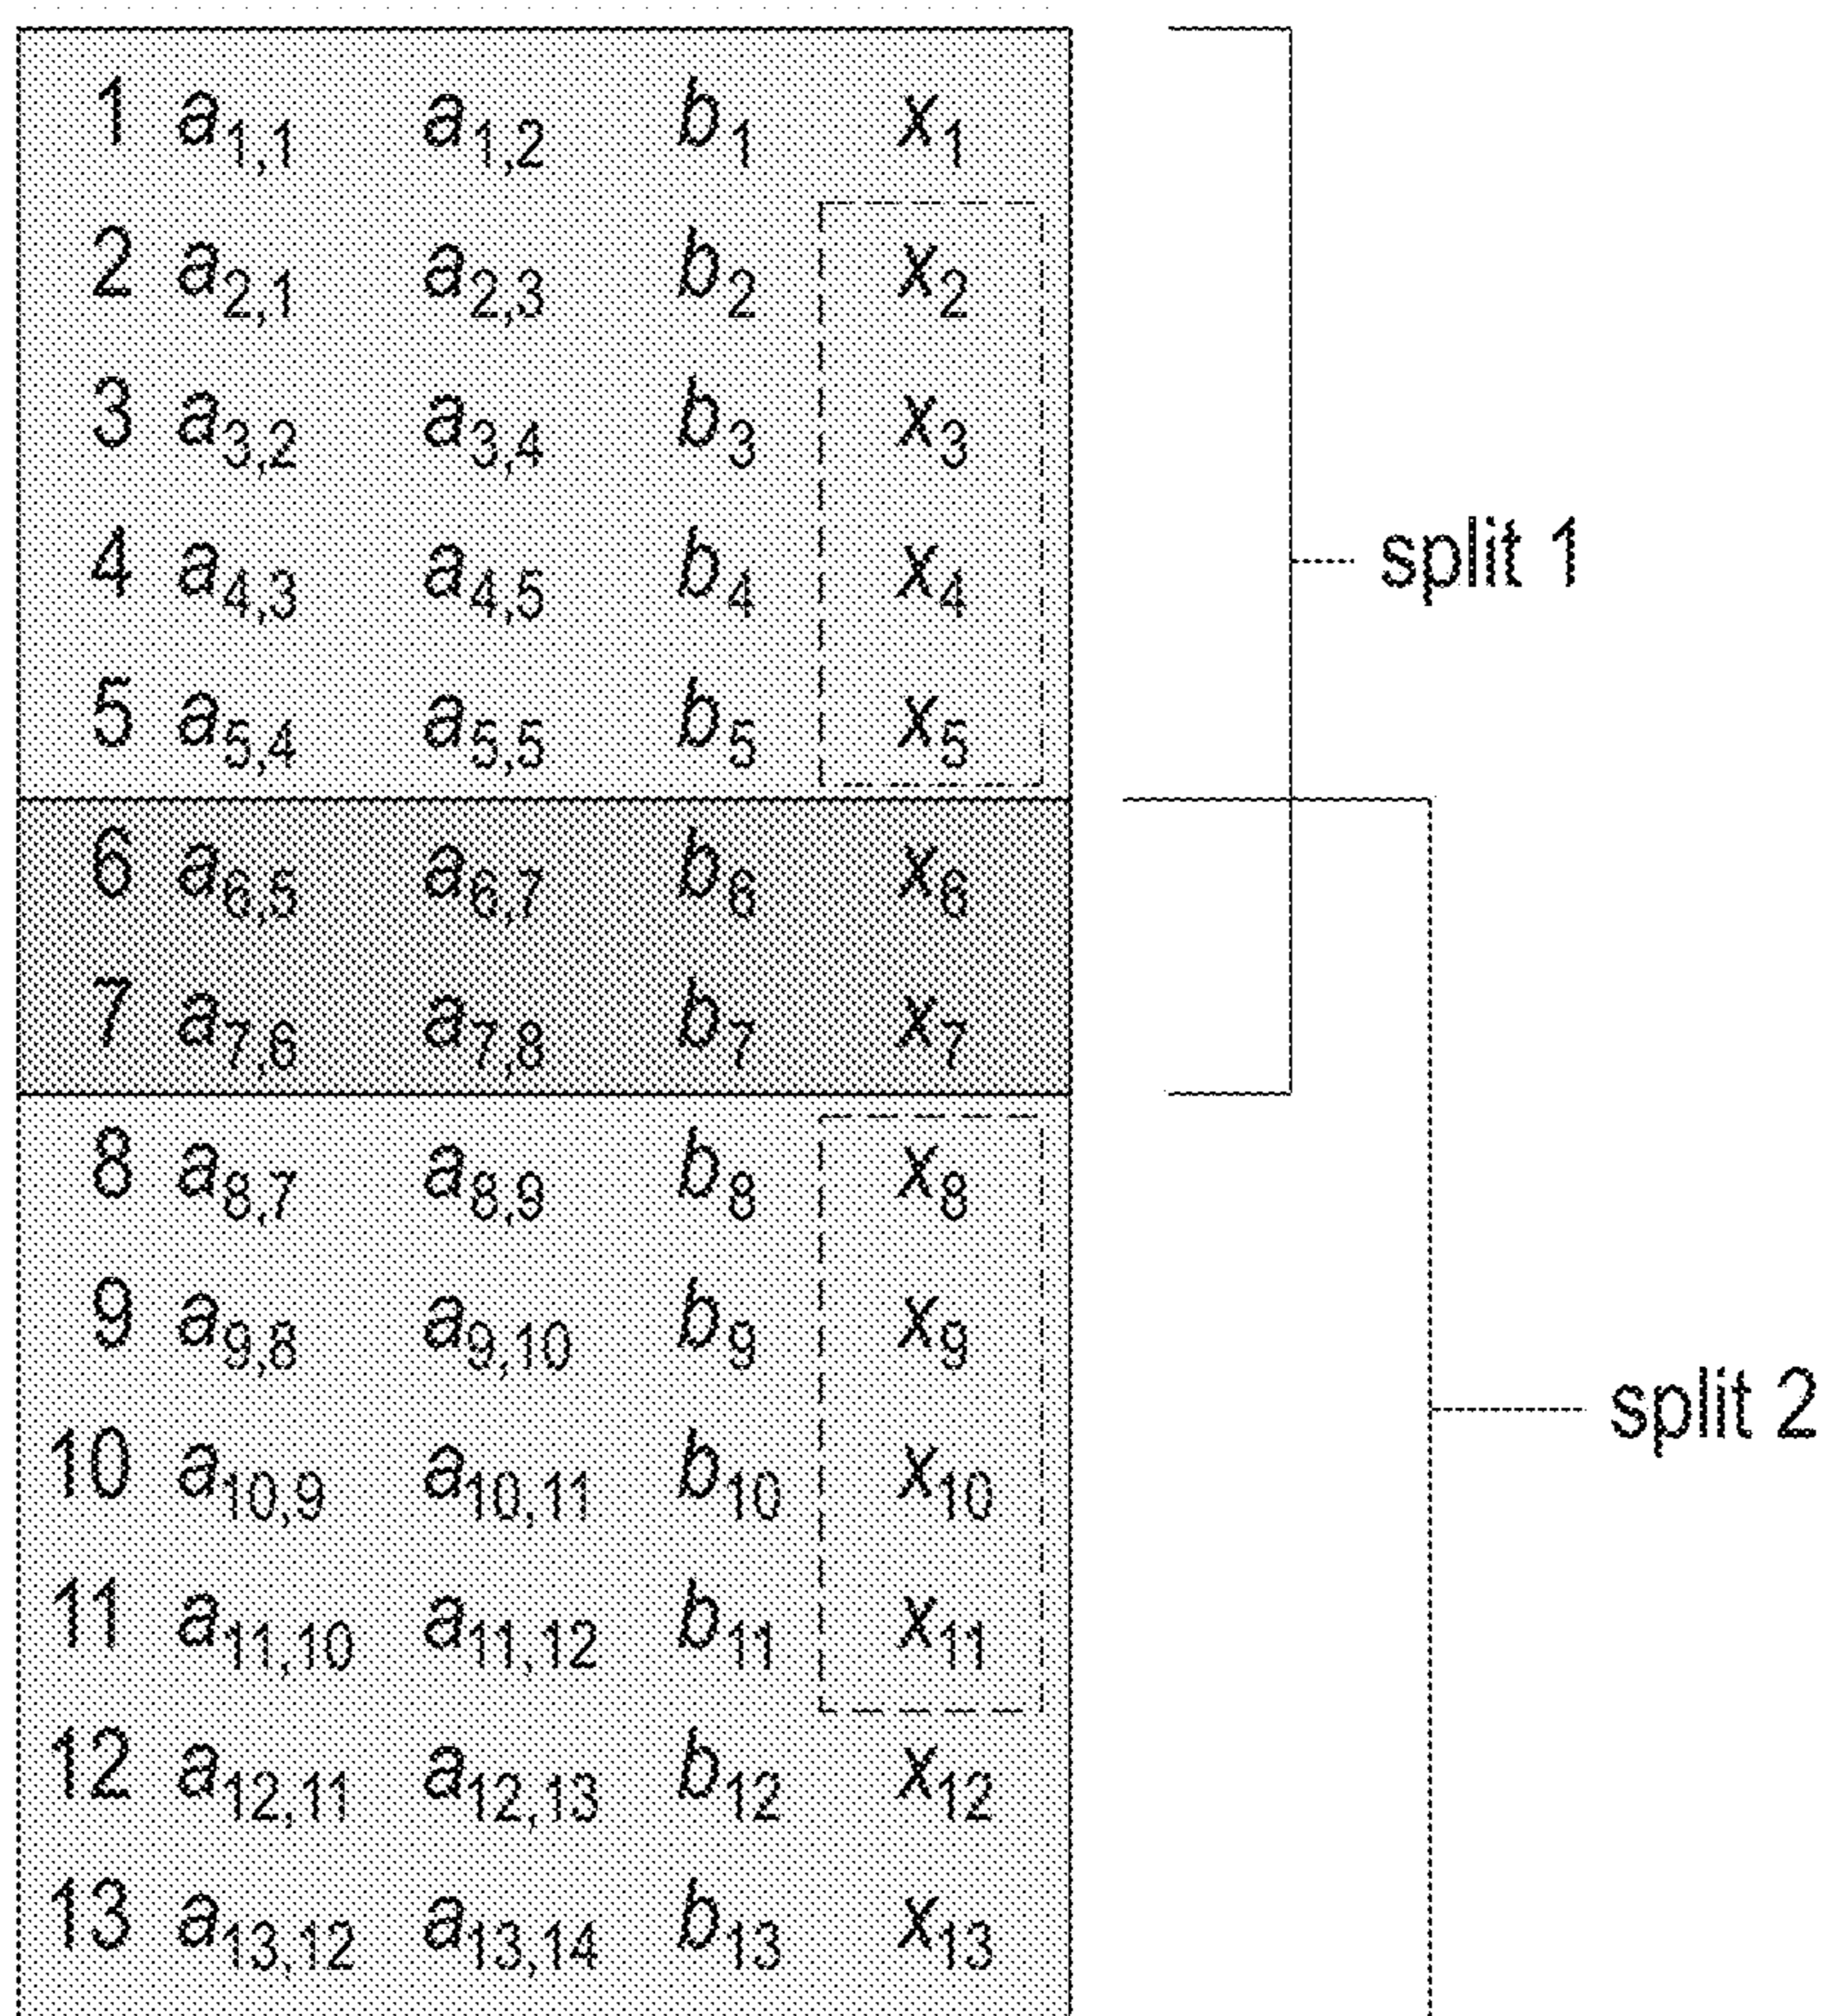 1 a1,1 a1,2 b1 x1
2 a2,1 a2,3 b2 x2
3 a3,2 a3,4 b3 x3
4 a4,3 a4,5 b4 x4
split 1
5 a5,4 a5,5 b5 x5
6 a6,5 a6,7 b6 x6
7 a7,6 a7,8 b7 x7
8 a8,7 a8,9 b8 x8
9 a9,8 a9,10 b9 x9
split 2
10 a10,9 a10,11 b10 x10
11 a11,10 a11,12 b11 x11
12 a12,11 a12,13 b12 x12
13 a13,12 a13,14 b13 x13